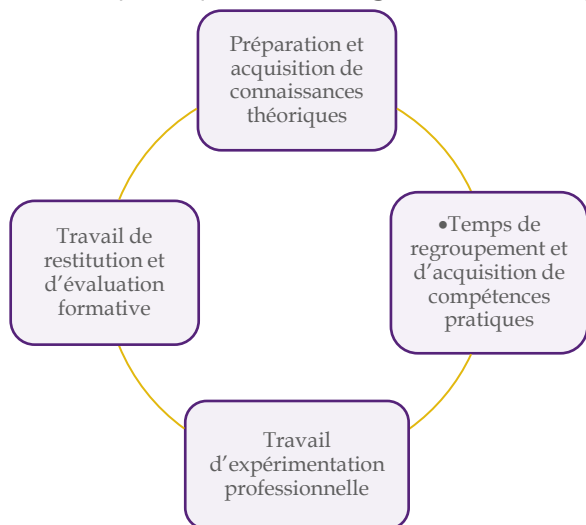 Préparation et
acquisition de
connaissances
théoriques
•Temps de
regroupement et
d'acquisition de
compétences
pratiques
Travail
d'expérimentation
professionnelle
Travail de
restitution et
d'évaluation
formative